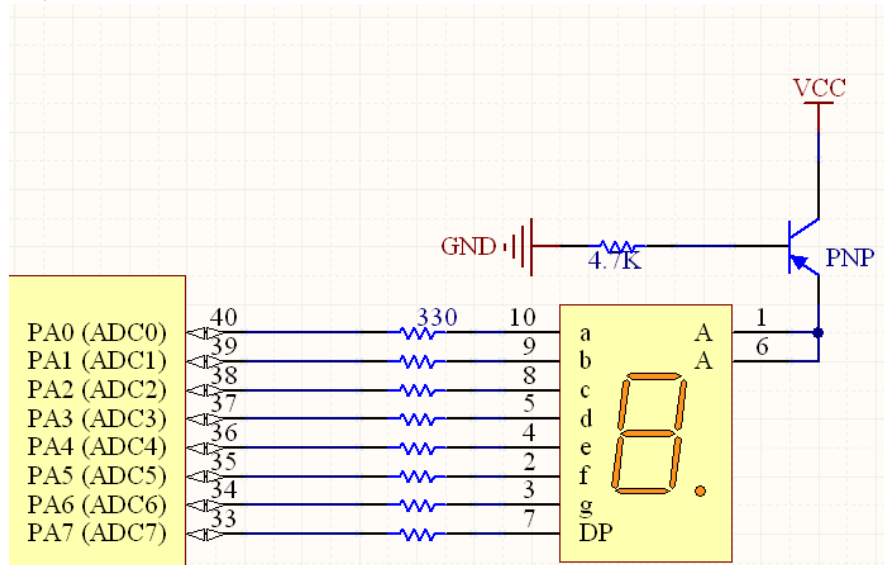 VCC
GND
4.7K
PNP
PA0 (ADC0) 40 330 10 a A 1
PA1 (ADC1) 39 9 b A 6
PA2 (ADC2) 38 8 c
PA3 (ADC3) 37 5 d
PA4 (ADC4) 36 4 e
PA5 (ADC5) 35 2 f
PA6 (ADC6) 34 3 g
PA7 (ADC7) 33 7 DP